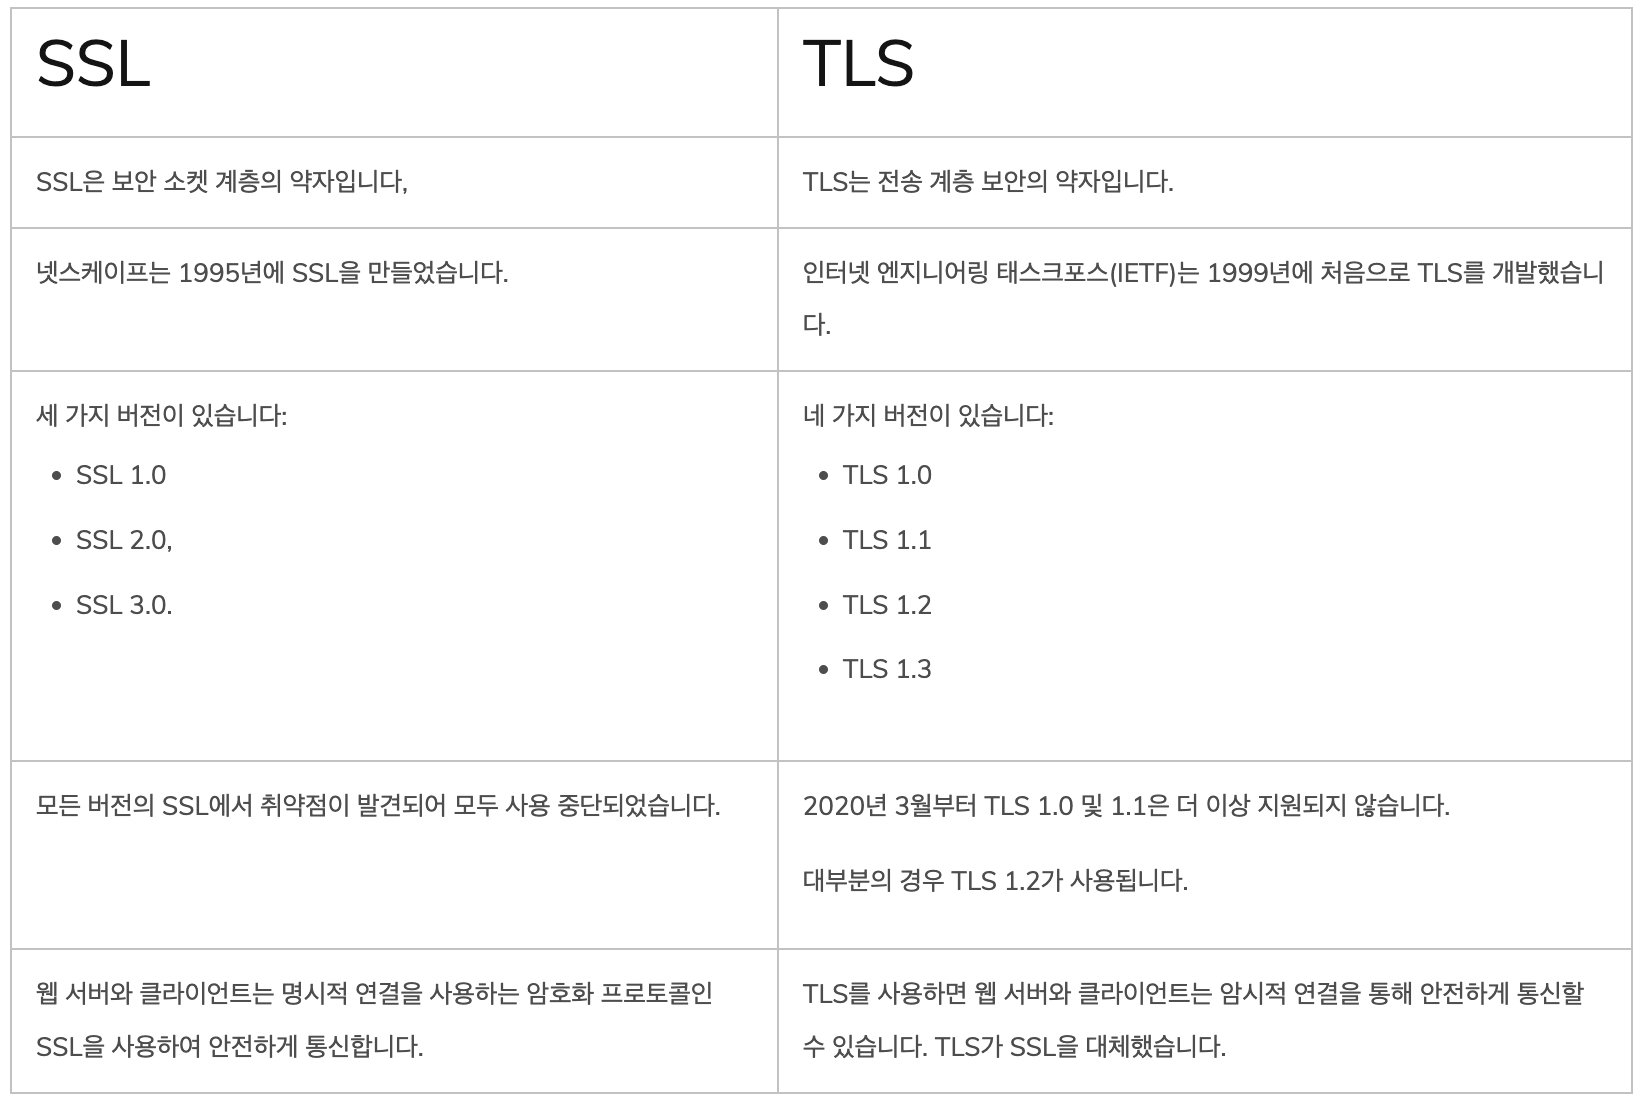 SSL
TLS
SSL은 보안 소켓 계층의 약자입니다,
TLS는 전송 계층 보안의 약자입니다.
넷스케이프는 1995년에 SSL을 만들었습니다.
인터넷 엔지니어링 태스크포스(IETF)는 1999년에 처음으로 TLS를 개발했습니
다.
세 가지 버전이 있습니다:
SSL 1.0
SSL 2.0,
SSL 3.0.
네 가지 버전이 있습니다:
TLS 1.0
TLS 1.1
TLS 1.2
TLS 1.3
모든 버전의 SSL에서 취약점이 발견되어 모두 사용 중단되었습니다.
2020년 3월부터 TLS 1.0 및 1.1은 더 이상 지원되지 않습니다.
대부분의 경우 TLS 1.2가 사용됩니다.
웹 서버와 클라이언트는 명시적 연결을 사용하는 암호화 프로토콜인
SSL을 사용하여 안전하게 통신합니다.
TLS를 사용하면 웹 서버와 클라이언트는 암시적 연결을 통해 안전하게 통신할
수 있습니다. TLS가 SSL을 대체했습니다.